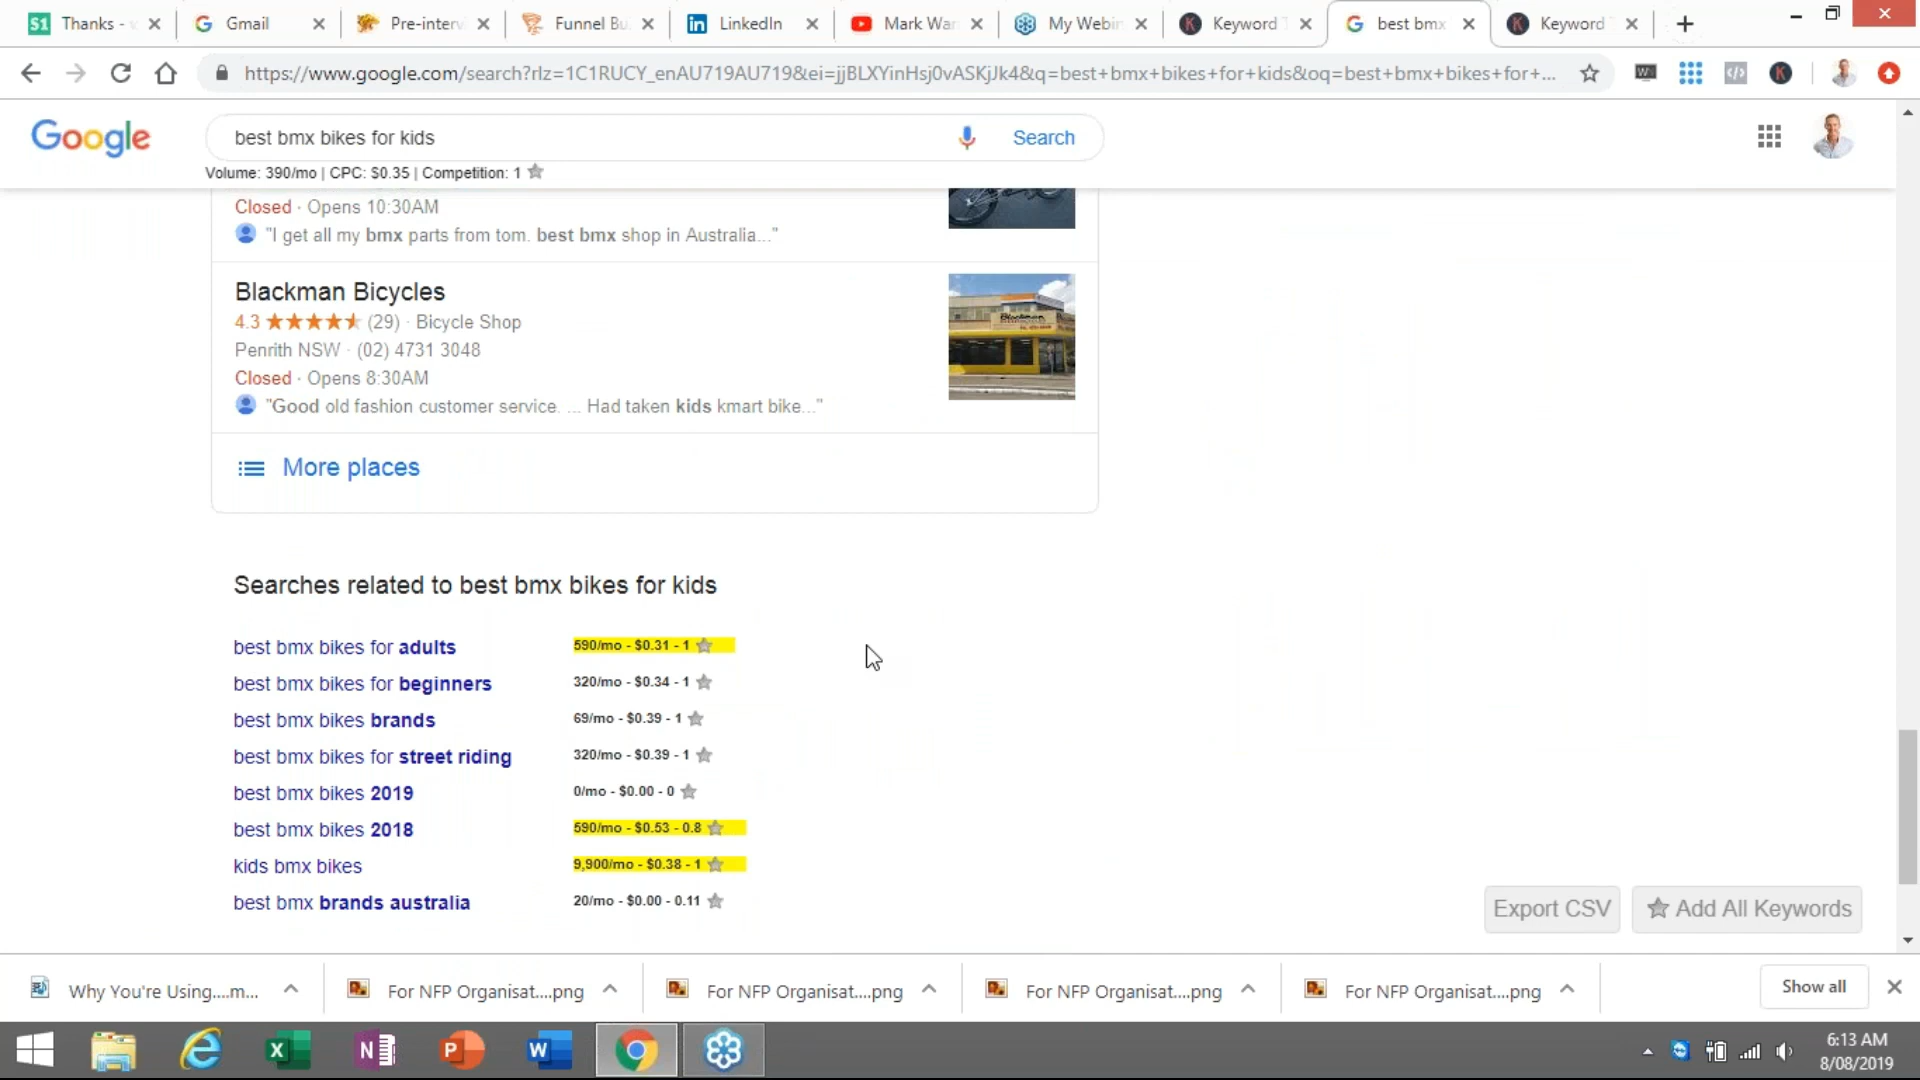 Thanks - v
Gmail
Pre-interv
Funnel Bu
LinkedIn
Mark War
My Webin
Keyword T
best bmx
Keyword T
https://www.google.com/search?rlz=1C1RUCY_enAU719AU719&ei=jjBLXYinHsj0vASKjJk4&q=best+bmx+bikes+for+kids&oq=best+bmx+bikes+for+...
Google
best bmx bikes for kids
Search
Volume: 390/mo | CPC: $0.35 | Competition: 1
Closed · Opens 10:30AM
"I get all my bmx parts from tom. best bmx shop in Australia..."
Blackman Bicycles
4.3 (29) · Bicycle Shop
Penrith NSW · (02) 4731 3048
Closed · Opens 8:30AM
"Good old fashion customer service. ... Had taken kids kmart bike..."
More places
Searches related to best bmx bikes for kids
best bmx bikes for adults 590/mo - $0.31 - 1
best bmx bikes for beginners 320/mo - $0.34 - 1
best bmx bikes brands 69/mo - $0.39 - 1
best bmx bikes for street riding 320/mo - $0.39 - 1
best bmx bikes 2019 0/mo - $0.00 - 0
best bmx bikes 2018 590/mo - $0.53 - 0.8
kids bmx bikes 9,900/mo - $0.38 - 1
best bmx brands australia 20/mo - $0.00 - 0.11
Export CSV
Add All Keywords
Why You're Using....m...
For NFP Organisat....png
For NFP Organisat....png
For NFP Organisat....png
For NFP Organisat....png
Show all
6:13 AM
8/08/2019